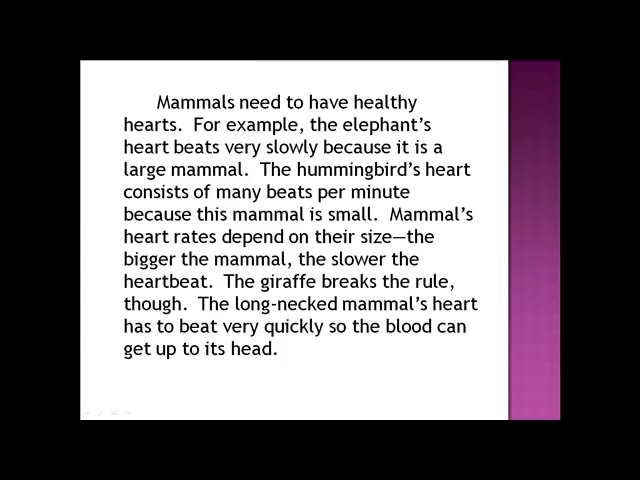 Mammals need to have healthy
hearts.  For example, the elephant’s
heart beats very slowly because it is a
large mammal.  The hummingbird’s heart
consists of many beats per minute
because this mammal is small.  Mammal’s
heart rates depend on their size—the
bigger the mammal, the slower the
heartbeat.  The giraffe breaks the rule,
though.  The long-necked mammal’s heart
has to beat very quickly so the blood can
get up to its head.